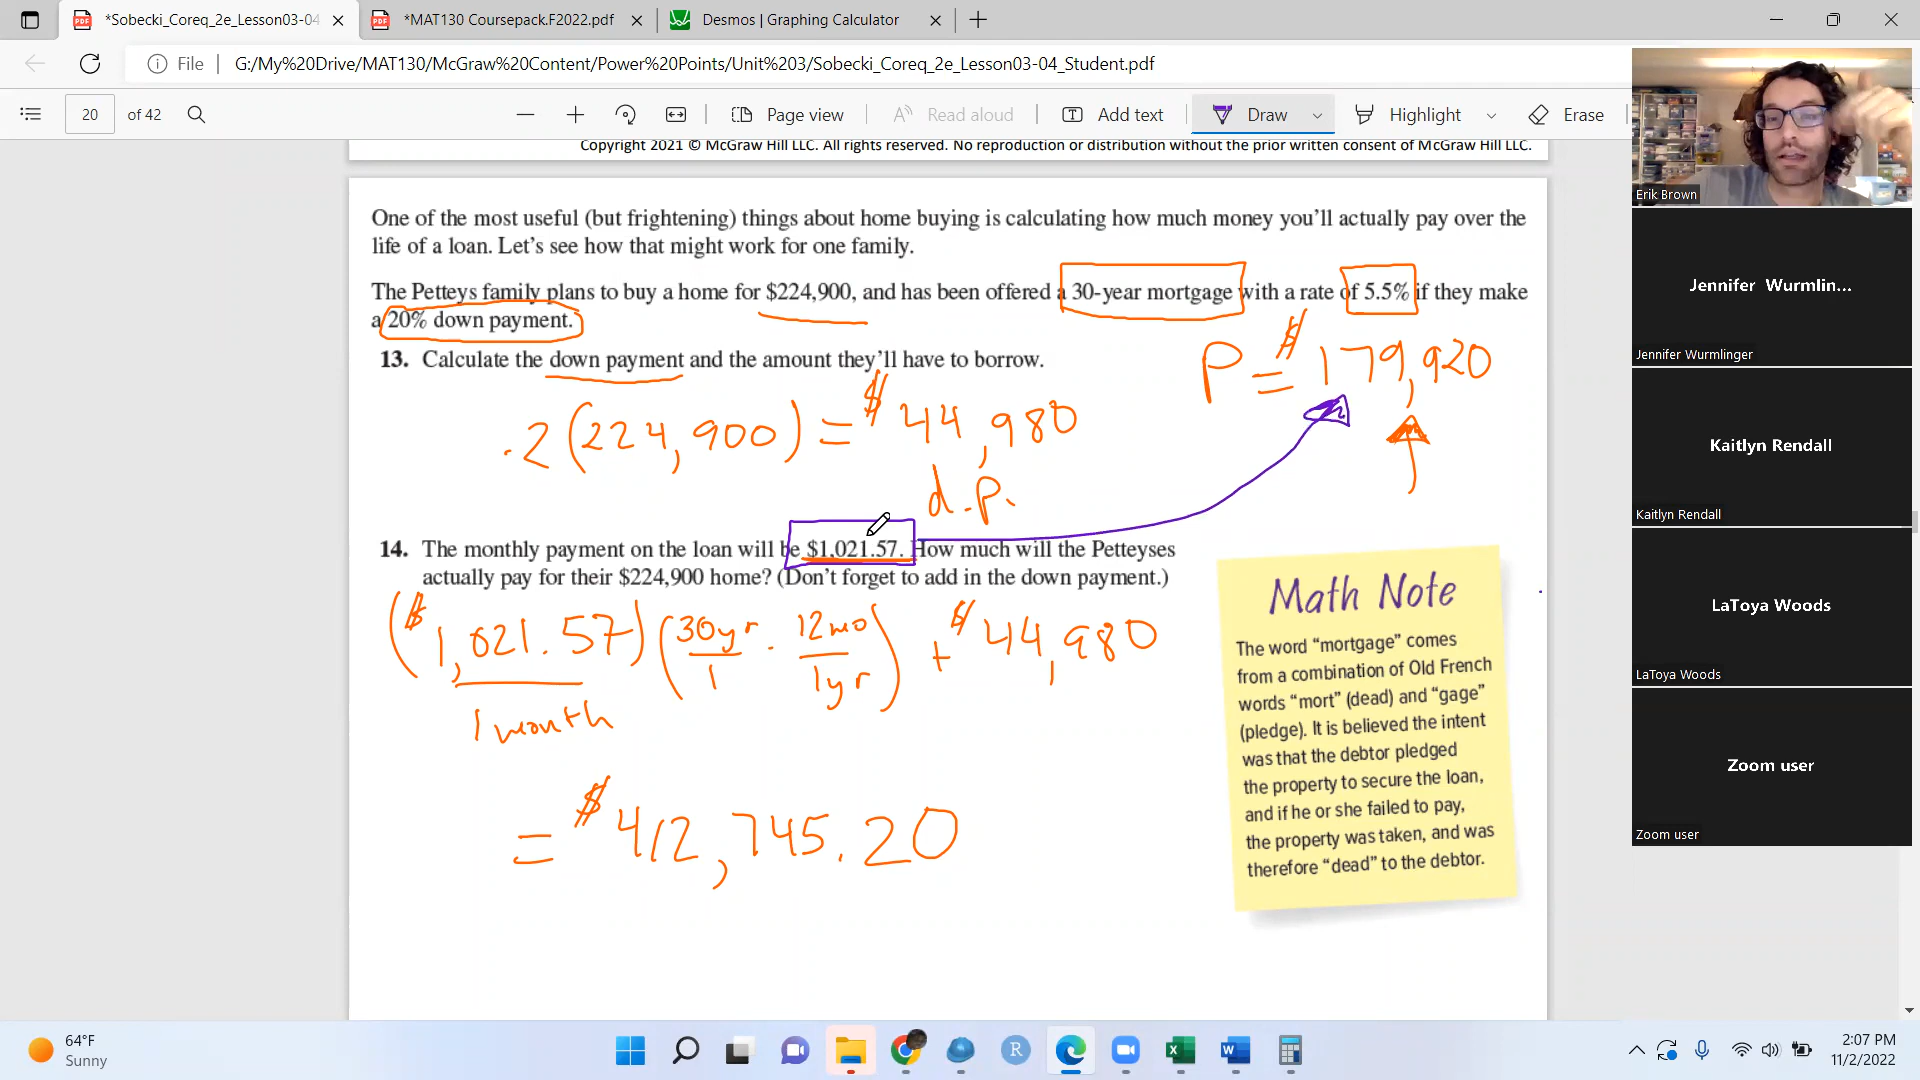 *Sobecki_Coreq_2e_Lesson03-04
*MAT130 Coursepack.F2022.pdf
Desmos | Graphing Calculator
File
G:/My%20Drive/MAT130/McGraw%20Content/Power%20Points/Unit%203/Sobecki_Coreq_2e_Lesson03-04_Student.pdf
20 of 42
Page view
Read aloud
Add text
Draw
Highlight
Erase
Copyright 2021 © McGraw Hill LLC. All rights reserved. No reproduction or distribution without the prior written consent of McGraw Hill LLC.
One of the most useful (but frightening) things about home buying is calculating how much money you'll actually pay over the
life of a loan. Let's see how that might work for one family.
The Petteys family plans to buy a home for $224,900, and has been offered a 30-year mortgage with a rate of 5.5% if they make
a 20% down payment.
13. Calculate the down payment and the amount they'll have to borrow.
P = $179,920
.2(224,900) = $44,980
d.p.
14. The monthly payment on the loan will be $1,021.57. How much will the Petteyses
actually pay for their $224,900 home? (Don't forget to add in the down payment.)
($1,021.57)(30yr/1 · 12mo/1yr) + $44,980
1 month
= $412,745.20
Math Note
The word "mortgage" comes
from a combination of Old French
words "mort" (dead) and "gage"
(pledge). It is believed the intent
was that the debtor pledged
the property to secure the loan,
and if he or she failed to pay,
the property was taken, and was
therefore "dead" to the debtor.
Erik Brown
Jennifer Wurmlin...
Jennifer Wurmlinger
Kaitlyn Rendall
Kaitlyn Rendall
LaToya Woods
LaToya Woods
Zoom user
Zoom user
64°F
Sunny
2:07 PM
11/2/2022